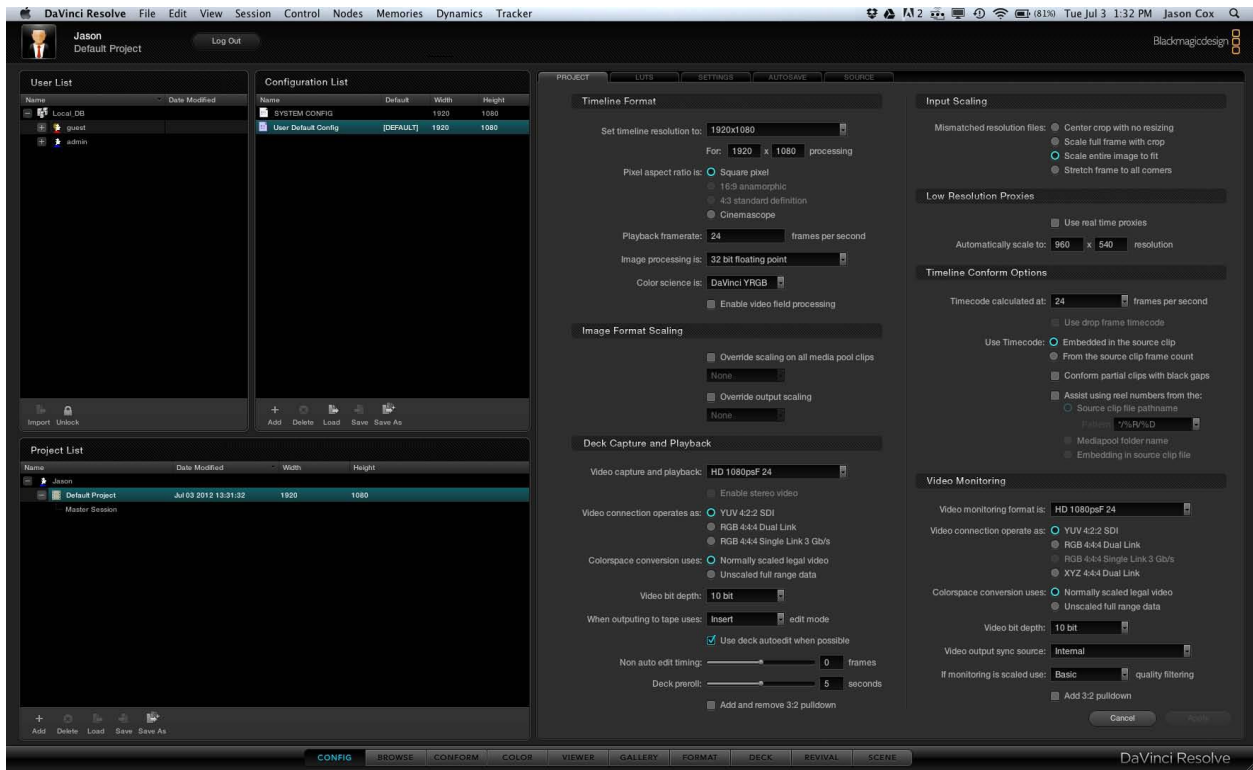 DaVinci Resolve File Edit View Session Control Nodes Memories Dynamics Tracker
2 (81%) Tue Jul 3 1:32 PM Jason Cox
Jason
Default Project
Log Out
Blackmagicdesign
User List
Name Date Modified
Local_DB
guest
admin
Import Unlock
Configuration List
Name Default Width Height
SYSTEM CONFIG 1920 1080
User Default Config [DEFAULT] 1920 1080
Add Delete Load Save Save As
Project List
Name Date Modified Width Height
Jason
Default Project Jul 03 2012 13:31:32 1920 1080
Master Session
Add Delete Load Save Save As
PROJECT LUTS SETTINGS AUTOSAVE SOURCE
Timeline Format
Set timeline resolution to: 1920x1080
For: 1920 x 1080 processing
Pixel aspect ratio is: Square pixel
16:9 anamorphic
4:3 standard definition
Cinemascope
Playback framerate: 24 frames per second
Image processing is: 32 bit floating point
Color science is: DaVinci YRGB
Enable video field processing
Image Format Scaling
Override scaling on all media pool clips
None
Override output scaling
None
Deck Capture and Playback
Video capture and playback: HD 1080psF 24
Enable stereo video
Video connection operates as: YUV 4:2:2 SDI
RGB 4:4:4 Dual Link
RGB 4:4:4 Single Link 3 Gb/s
Colorspace conversion uses: Normally scaled legal video
Unscaled full range data
Video bit depth: 10 bit
When outputing to tape uses: Insert edit mode
Use deck autoedit when possible
Non auto edit timing: 0 frames
Deck preroll: 5 seconds
Add and remove 3:2 pulldown
Input Scaling
Mismatched resolution files: Center crop with no resizing
Scale full frame with crop
Scale entire image to fit
Stretch frame to all corners
Low Resolution Proxies
Use real time proxies
Automatically scale to: 960 x 540 resolution
Timeline Conform Options
Timecode calculated at: 24 frames per second
Use drop frame timecode
Use Timecode: Embedded in the source clip
From the source clip frame count
Conform partial clips with black gaps
Assist using reel numbers from the:
Source clip file pathname
Pattern */%R/%D
Mediapool folder name
Embedding in source clip file
Video Monitoring
Video monitoring format is: HD 1080psF 24
Video connection operate as: YUV 4:2:2 SDI
RGB 4:4:4 Dual Link
RGB 4:4:4 Single Link 3 Gb/s
XYZ 4:4:4 Dual Link
Colorspace conversion uses: Normally scaled legal video
Unscaled full range data
Video bit depth: 10 bit
Video output sync source: Internal
If monitoring is scaled use: Basic quality filtering
Add 3:2 pulldown
Cancel Apply
CONFIG BROWSE CONFORM COLOR VIEWER GALLERY FORMAT DECK REVIVAL SCENE
DaVinci Resolve